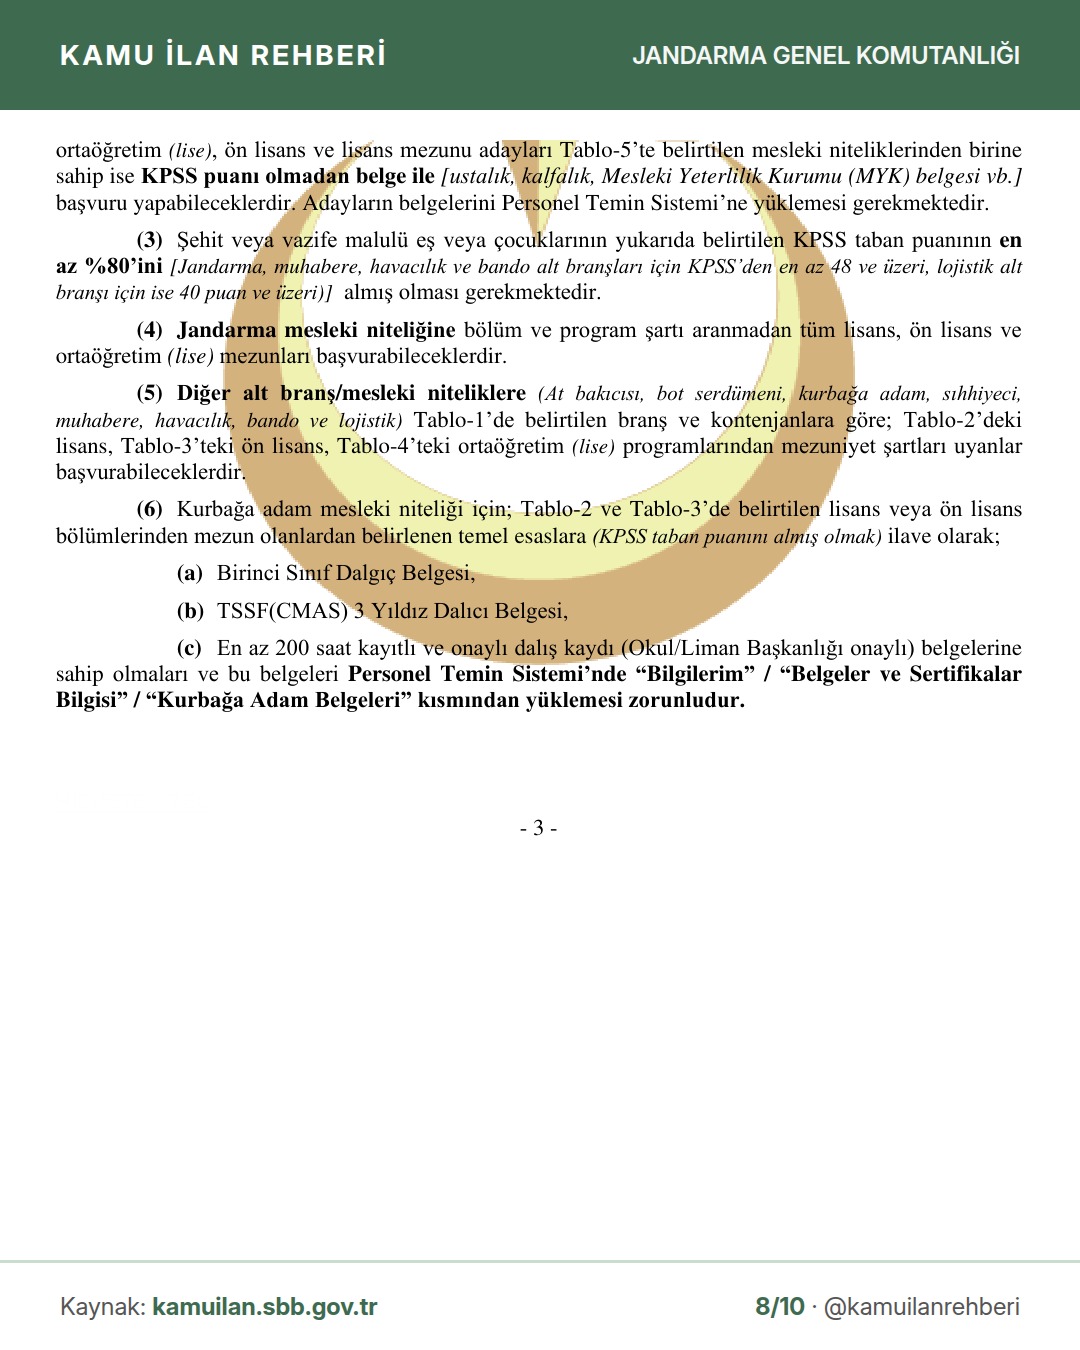 KAMU İLAN REHBERİ
JANDARMA GENEL KOMUTANLIĞI
ortaöğretim (lise), ön lisans ve lisans mezunu adayları Tablo-5’te belirtilen mesleki niteliklerinden birine
sahip ise KPSS puanı olmadan belge ile [ustalık, kalfalık, Mesleki Yeterlilik Kurumu (MYK) belgesi vb.]
başvuru yapabileceklerdir. Adayların belgelerini Personel Temin Sistemi’ne yüklemesi gerekmektedir.
(3) Şehit veya vazife malulü eş veya çocuklarının yukarıda belirtilen KPSS taban puanının en
az %80’ini [Jandarma, muhabere, havacılık ve bando alt branşları için KPSS’den en az 48 ve üzeri, lojistik alt
branşı için ise 40 puan ve üzeri)] almış olması gerekmektedir.
(4) Jandarma mesleki niteliğine bölüm ve program şartı aranmadan tüm lisans, ön lisans ve
ortaöğretim (lise) mezunları başvurabileceklerdir.
(5) Diğer alt branş/mesleki niteliklere (At bakıcısı, bot serdümeni, kurbağa adam, sıhhiyeci,
muhabere, havacılık, bando ve lojistik) Tablo-1’de belirtilen branş ve kontenjanlara göre; Tablo-2’deki
lisans, Tablo-3’teki ön lisans, Tablo-4’teki ortaöğretim (lise) programlarından mezuniyet şartları uyanlar
başvurabileceklerdir.
(6) Kurbağa adam mesleki niteliği için; Tablo-2 ve Tablo-3’de belirtilen lisans veya ön lisans
bölümlerinden mezun olanlardan belirlenen temel esaslara (KPSS taban puanını almış olmak) ilave olarak;
(a) Birinci Sınıf Dalgıç Belgesi,
(b) TSSF(CMAS) 3 Yıldız Dalıcı Belgesi,
(c) En az 200 saat kayıtlı ve onaylı dalış kaydı (Okul/Liman Başkanlığı onaylı) belgelerine
sahip olmaları ve bu belgeleri Personel Temin Sistemi’nde “Bilgilerim” / “Belgeler ve Sertifikalar
Bilgisi” / “Kurbağa Adam Belgeleri” kısmından yüklemesi zorunludur.
- 3 -
Kaynak: kamuilan.sbb.gov.tr
8/10 · @kamuilanrehberi